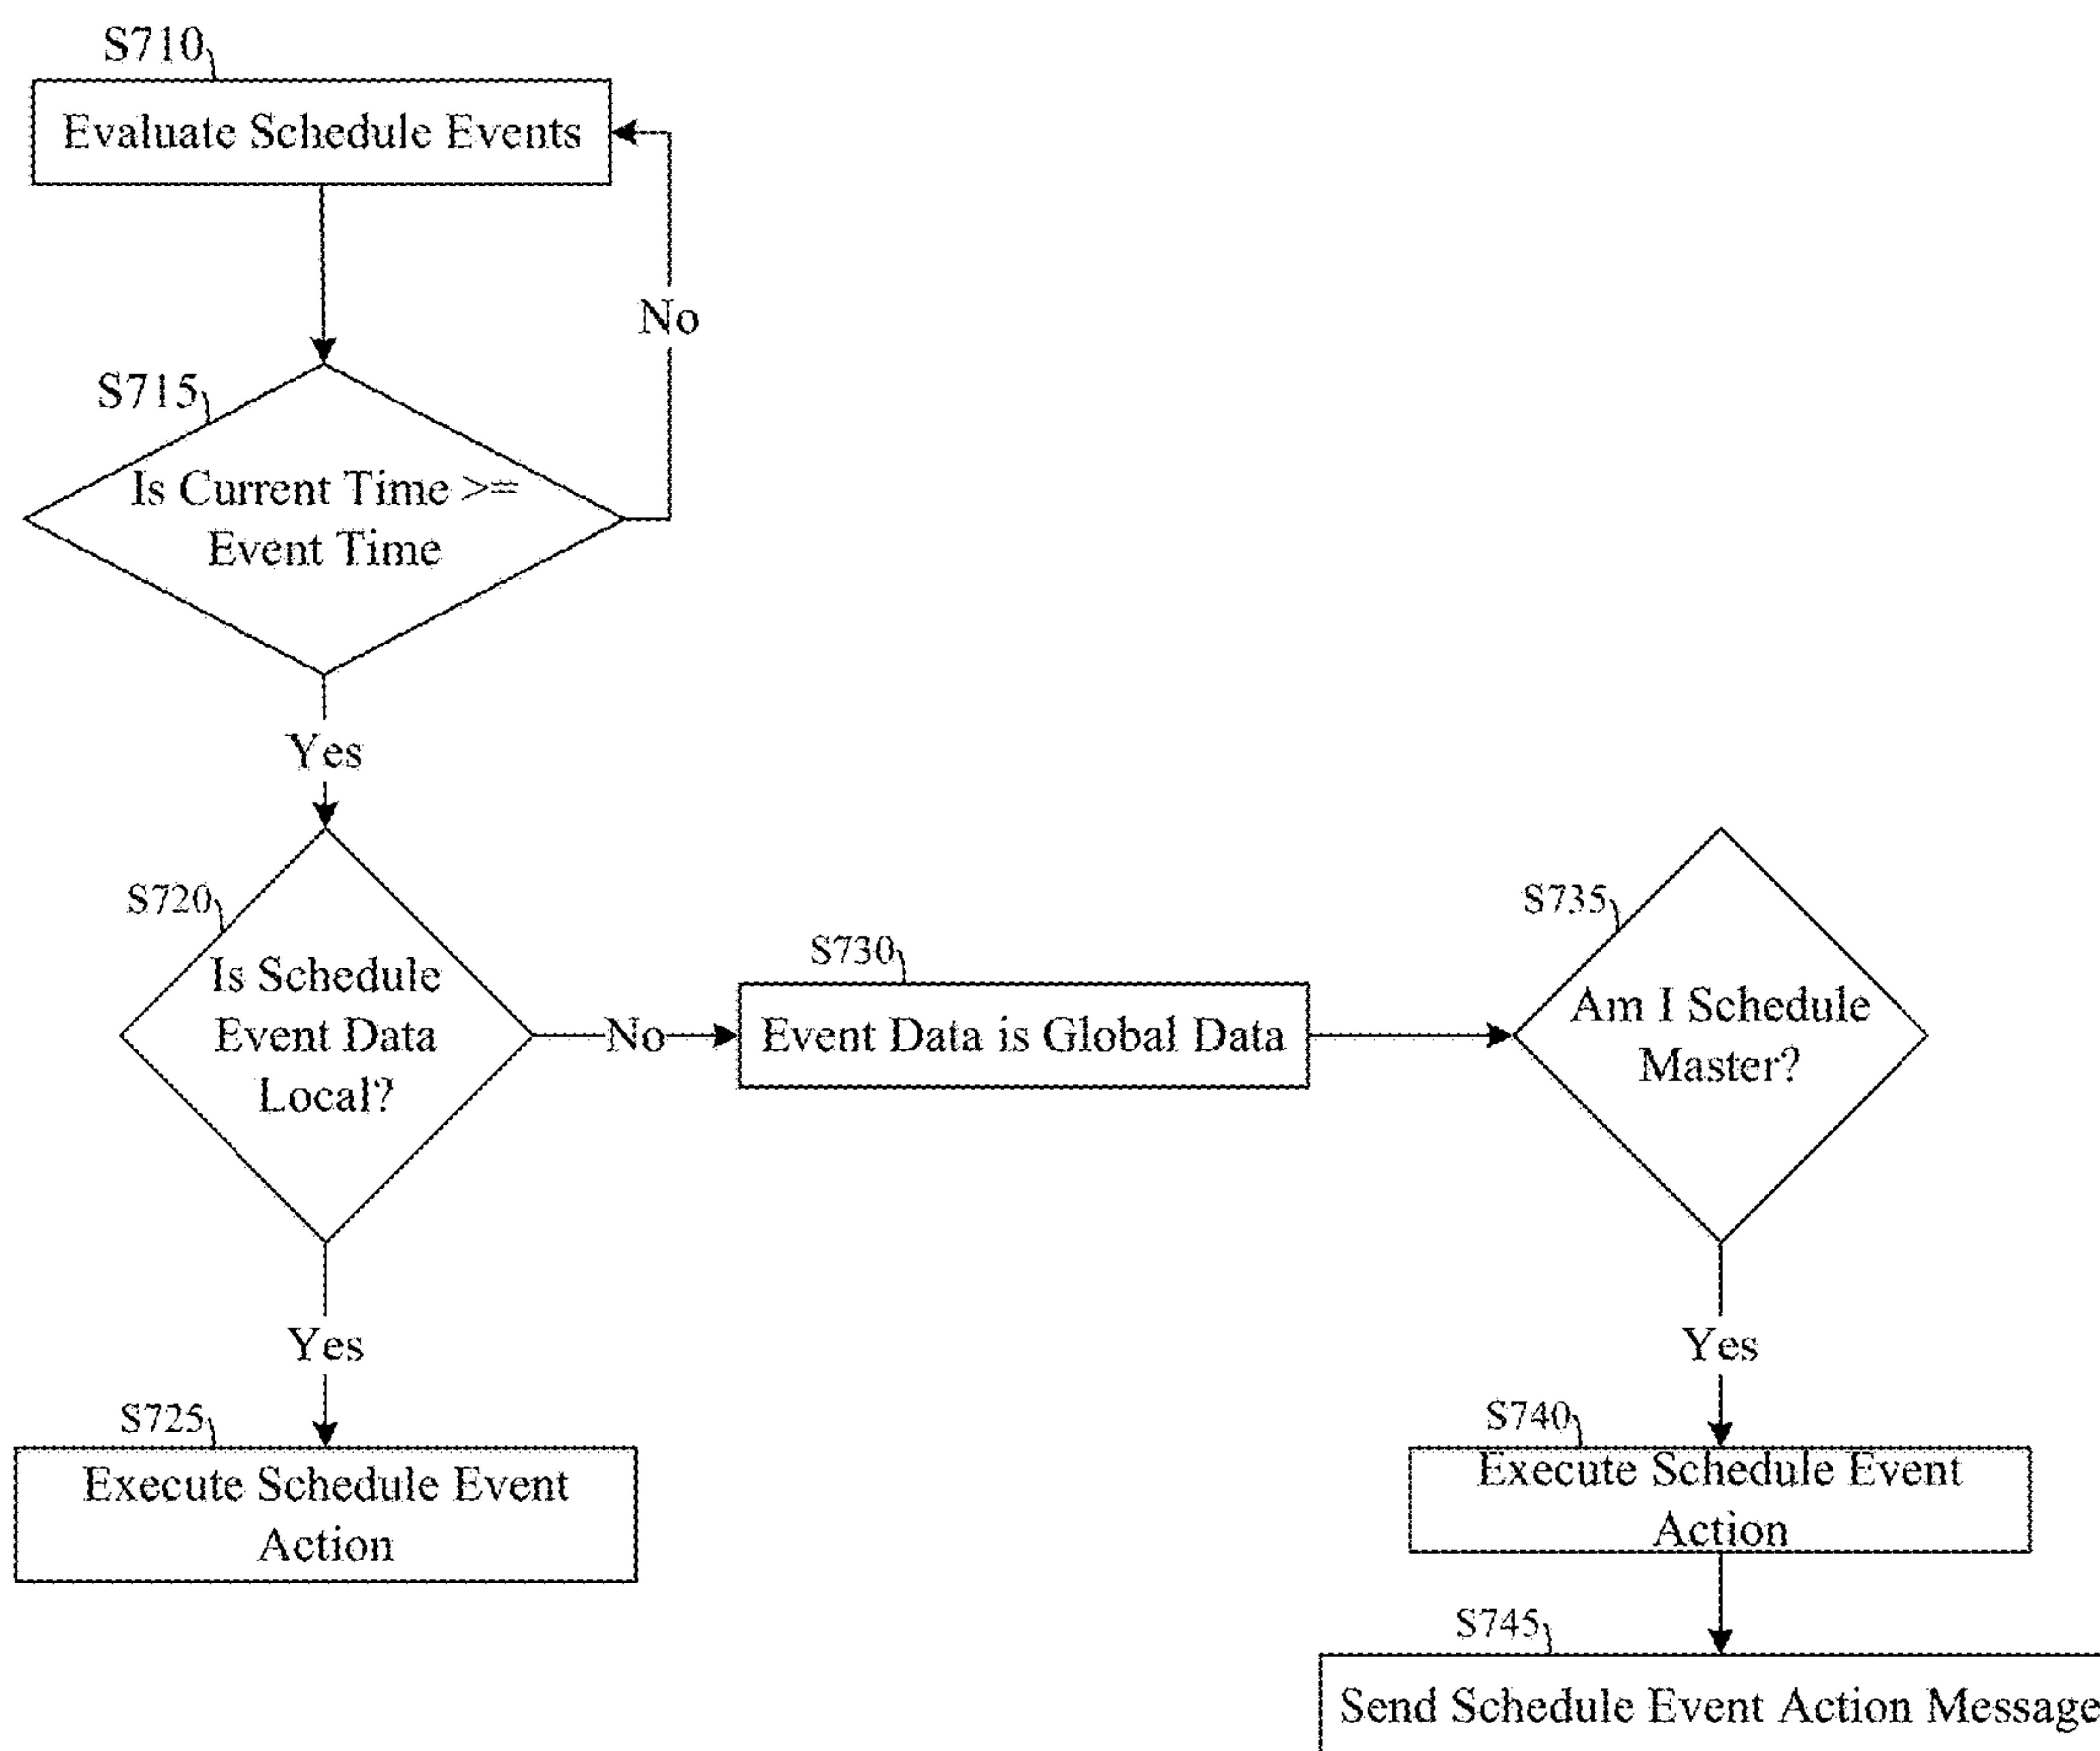 S710
Evaluate Schedule Events
No
S715
Is Current Time >=
Event Time
Yes
S720
Is Schedule
Event Data
Local?
No
S730
Event Data is Global Data
S735
Am I Schedule
Master?
Yes
S725
Execute Schedule Event
Action
Yes
S740
Execute Schedule Event
Action
S745
Send Schedule Event Action Message